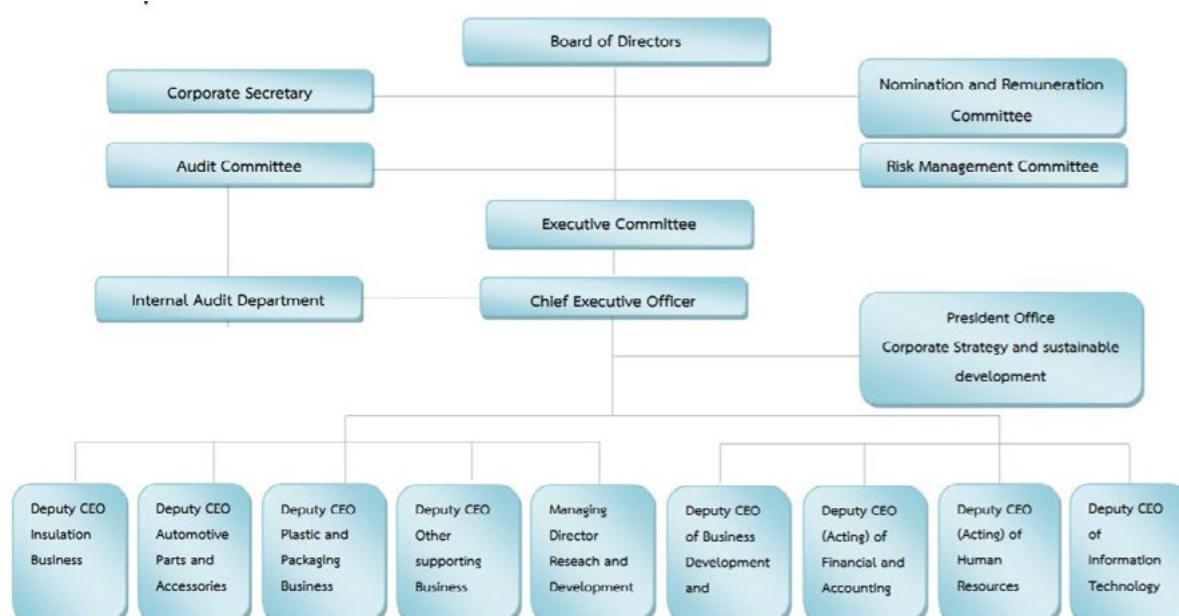 Board of Directors
Corporate Secretary
Nomination and Remuneration
Committee
Audit Committee
Risk Management Committee
Executive Committee
Internal Audit Department
Chief Executive Officer
President Office
Corporate Strategy and sustainable
development
Deputy CEO
Insulation
Business
Deputy CEO
Automotive
Parts and
Accessories
Deputy CEO
Plastic and
Packaging
Business
Deputy CEO
Other
supporting
Business
Managing
Director
Reseach and
Development
Deputy CEO
of Business
Development
and
Deputy CEO
(Acting) of
Financial and
Accounting
Deputy CEO
(Acting) of
Human
Resources
Deputy CEO
of
Information
Technology